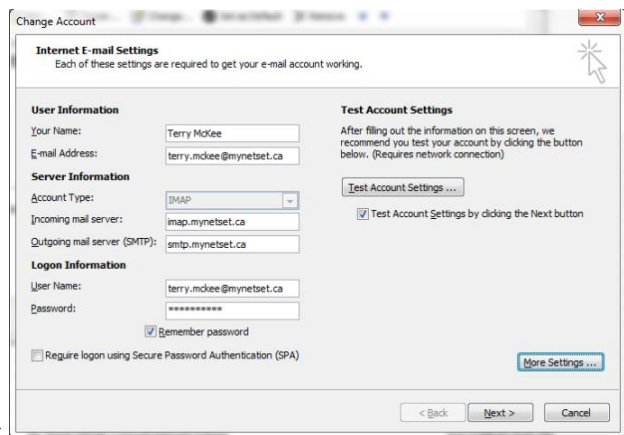 Change Account
Internet E-mail Settings
Each of these settings are required to get your e-mail account working.
User Information
Your Name: Terry McKee
E-mail Address: terry.mckee@mynetset.ca
Server Information
Account Type: IMAP
Incoming mail server: imap.mynetset.ca
Outgoing mail server (SMTP): smtp.mynetset.ca
Logon Information
User Name: terry.mckee@mynetset.ca
Password: **********
Remember password
Require logon using Secure Password Authentication (SPA)
Test Account Settings
After filling out the information on this screen, we
recommend you test your account by clicking the button
below. (Requires network connection)
Test Account Settings ...
Test Account Settings by clicking the Next button
More Settings ...
< Back
Next >
Cancel